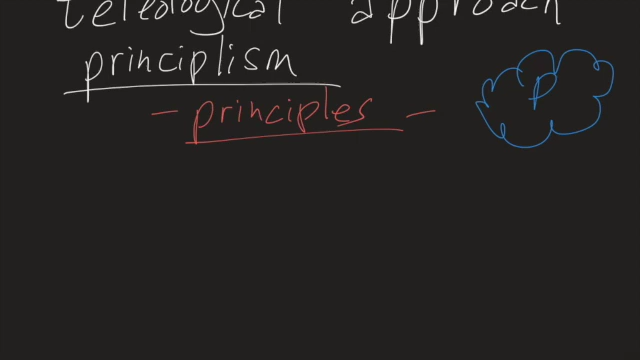 teleological approach
principlism
- principles -
P